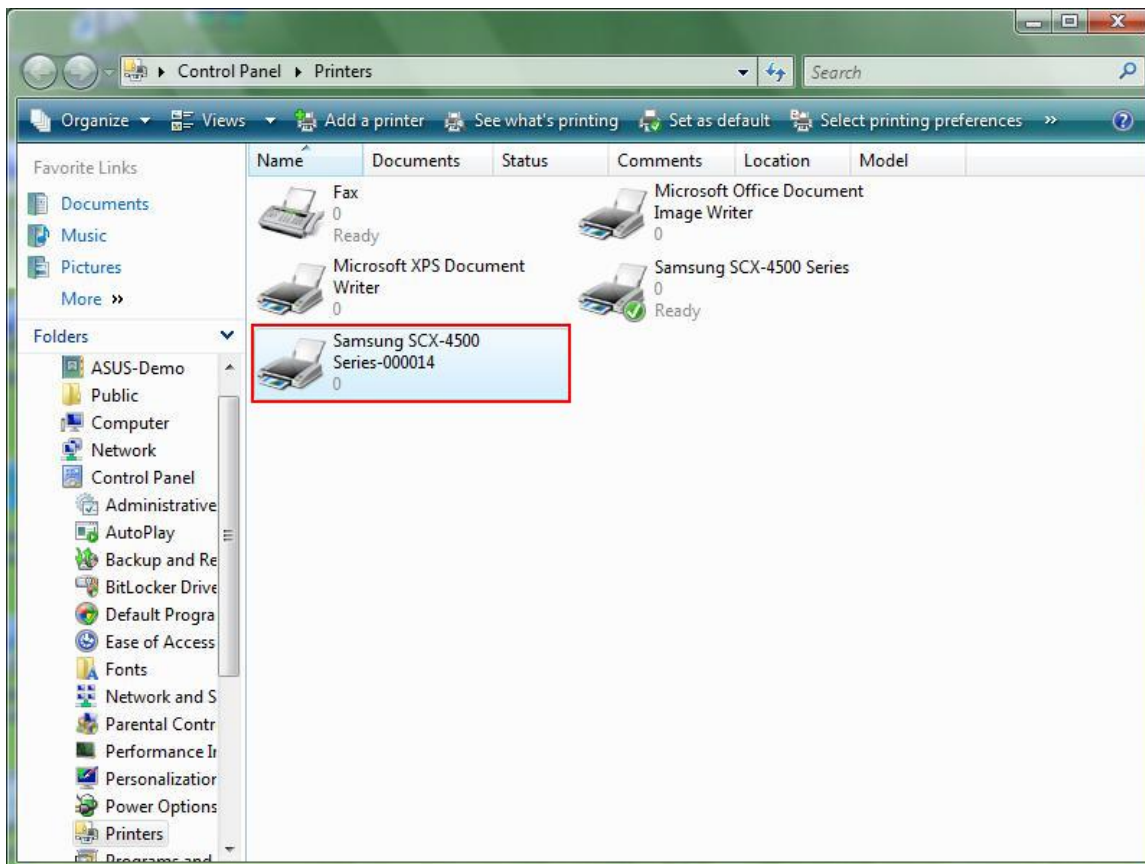 Control Panel Printers
Search
Organize Views Add a printer See what's printing Set as default Select printing preferences »
Favorite Links
Documents
Music
Pictures
More »
Folders
ASUS-Demo
Public
Computer
Network
Control Panel
Administrative
AutoPlay
Backup and Re
BitLocker Drive
Default Progra
Ease of Access
Fonts
Network and S
Parental Contr
Performance Ir
Personalization
Power Options
Printers
Programs and
Name Documents Status Comments Location Model
Fax
0
Ready
Microsoft Office Document
Image Writer
0
Microsoft XPS Document
Writer
0
Samsung SCX-4500 Series
0
Ready
Samsung SCX-4500
Series-000014
0